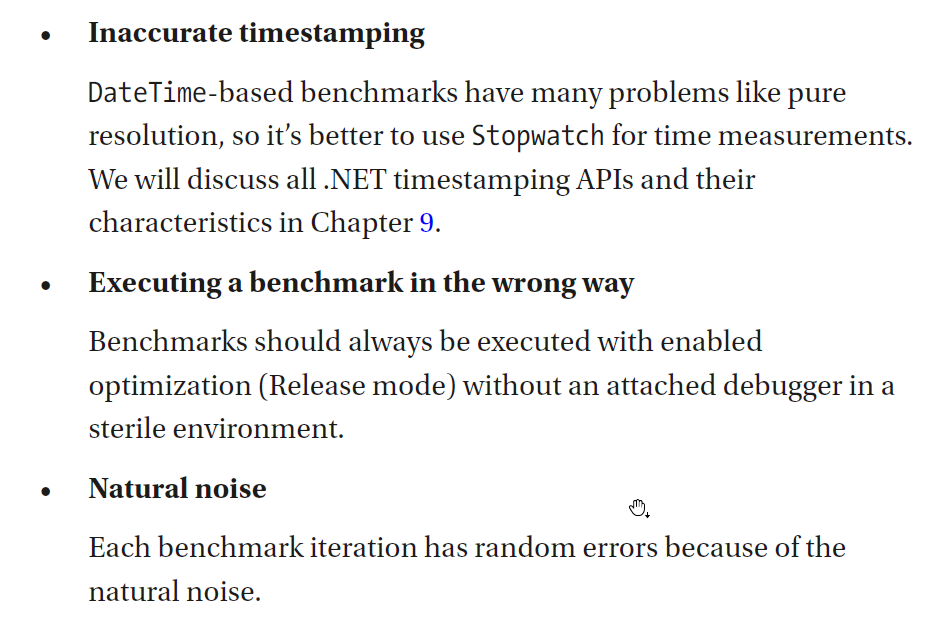 • Inaccurate timestamping
DateTime-based benchmarks have many problems like pure
resolution, so it’s better to use Stopwatch for time measurements.
We will discuss all .NET timestamping APIs and their
characteristics in Chapter 9.
• Executing a benchmark in the wrong way
Benchmarks should always be executed with enabled
optimization (Release mode) without an attached debugger in a
sterile environment.
• Natural noise
Each benchmark iteration has random errors because of the
natural noise.